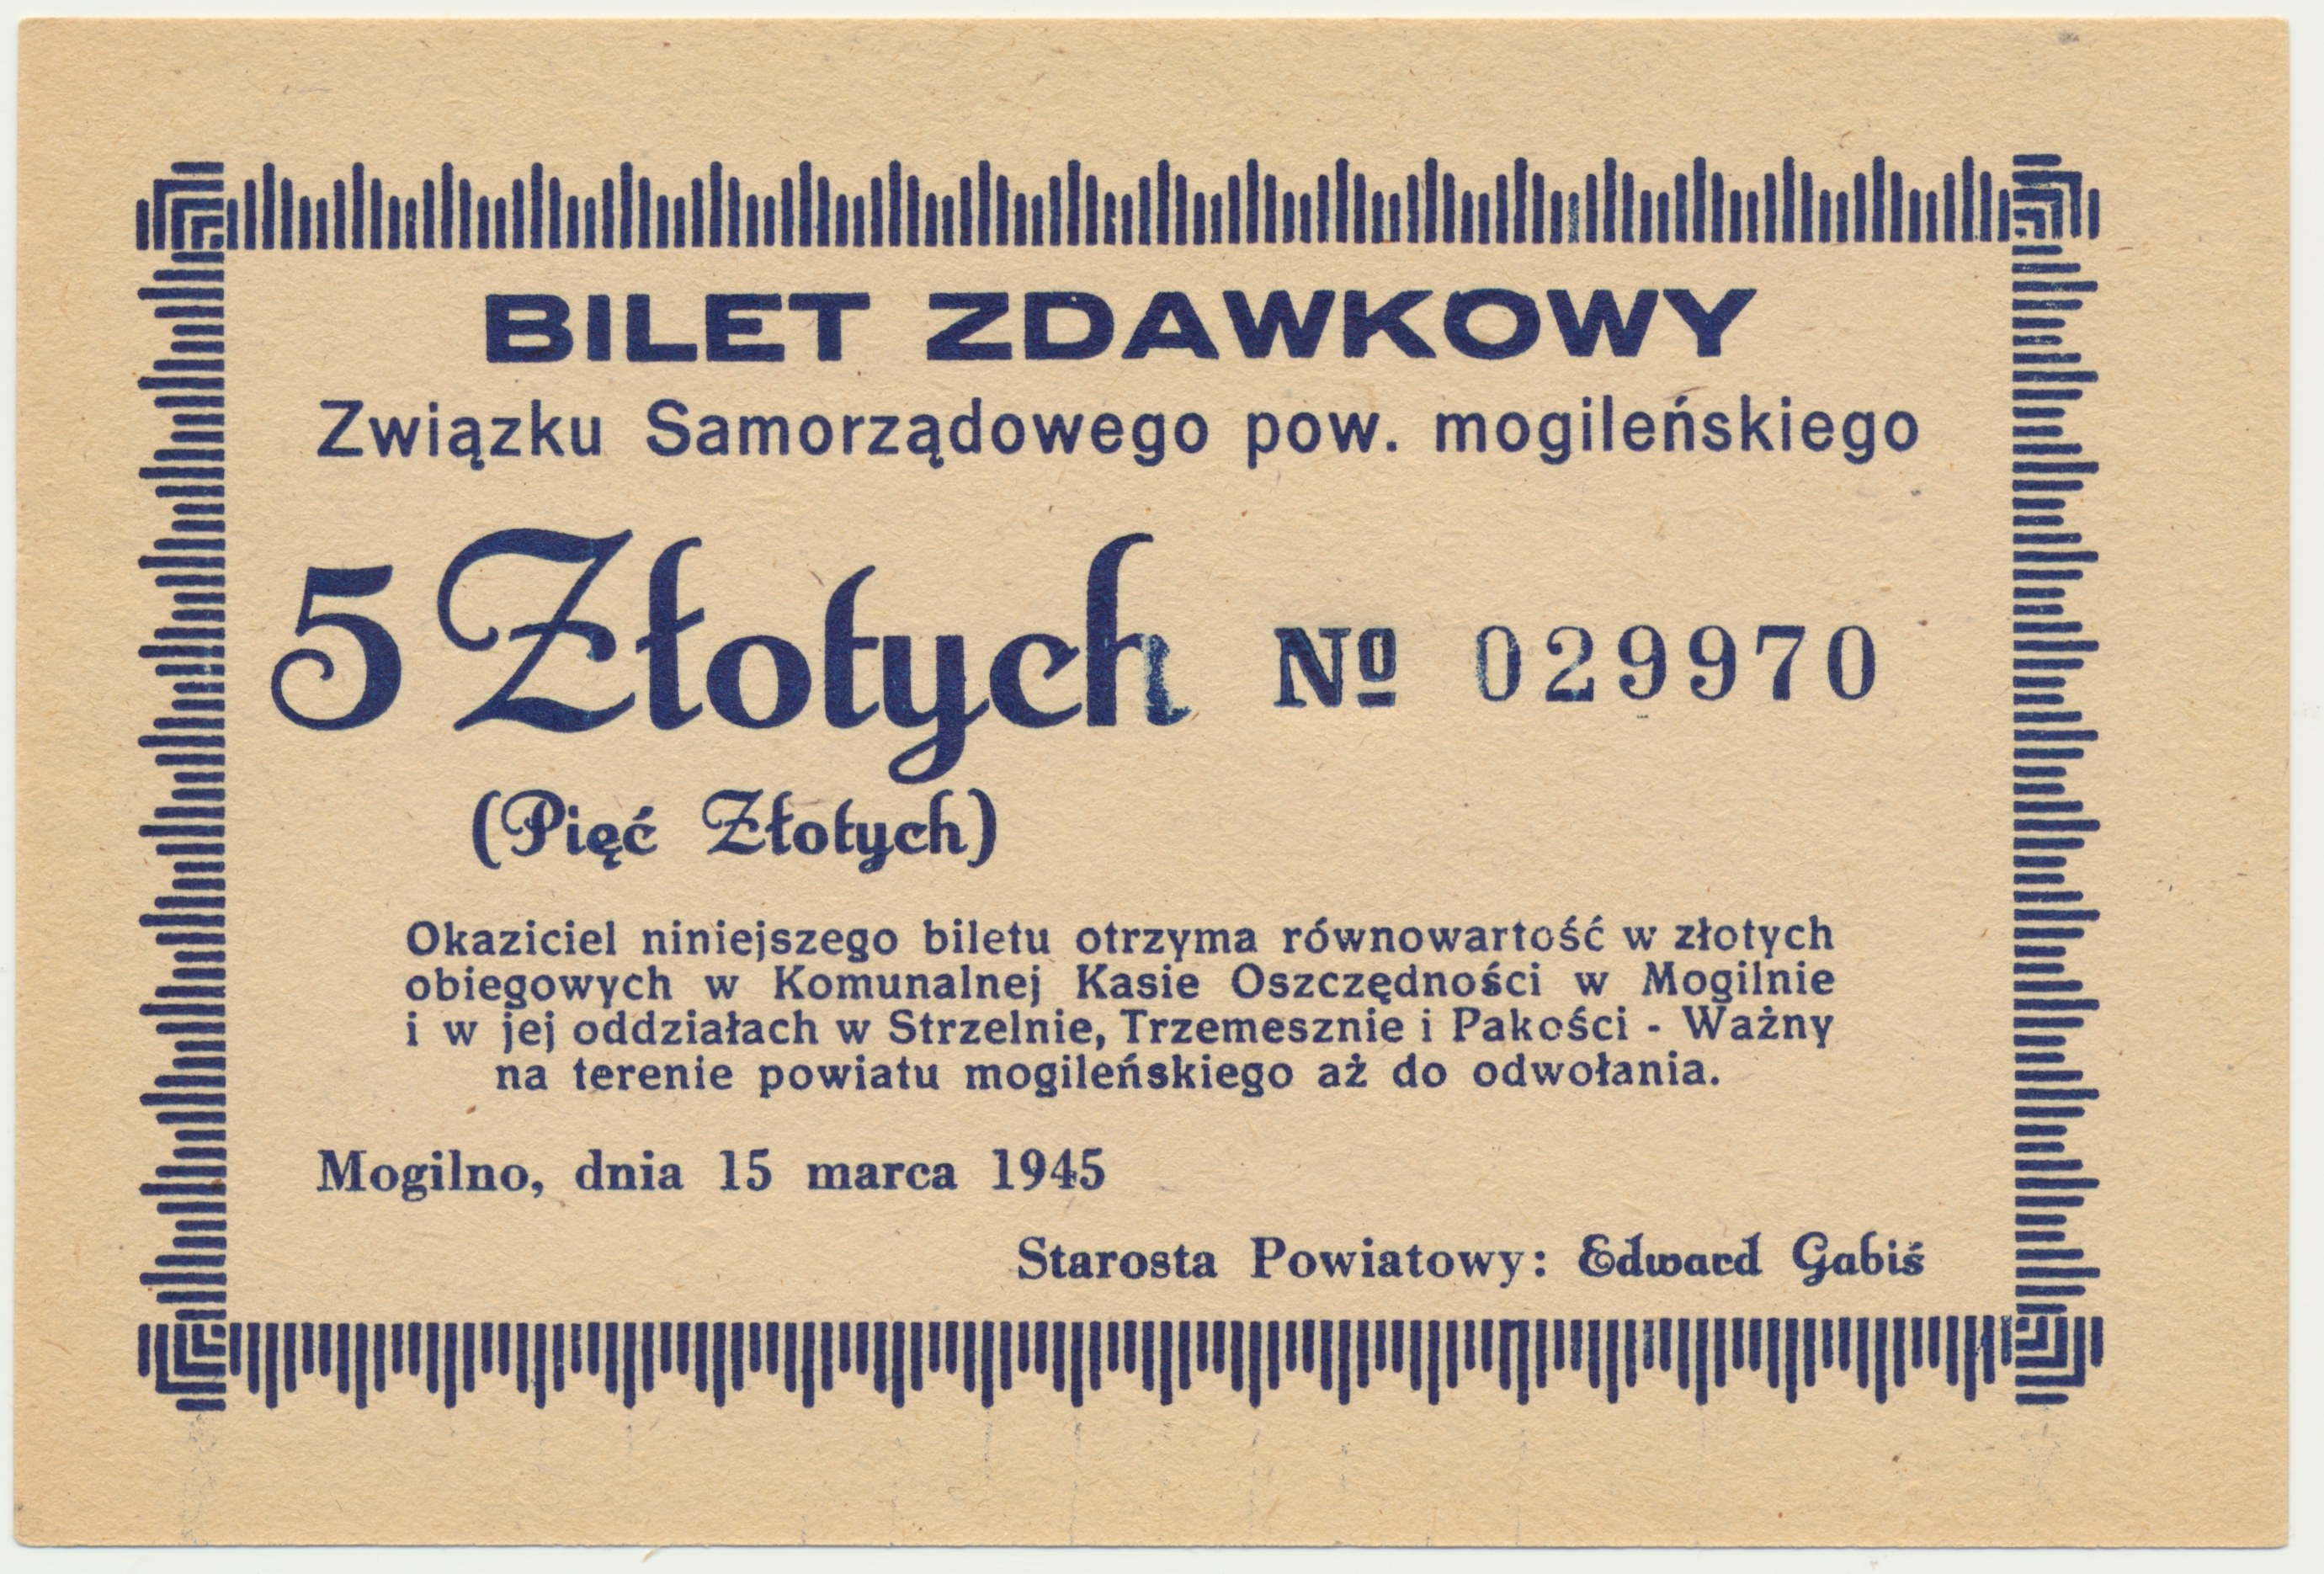 BILET ZDAWKOWY
Związku Samorządowego pow. mogileńskiego
5 Złotych № 029970
(Pięć Złotych)
Okaziciel niniejszego biletu otrzyma równowartość w złotych
obiegowych w Komunalnej Kasie Oszczędności w Mogilnie
i w jej oddziałach w Strzelnie, Trzemesznie i Pakości - Ważny
na terenie powiatu mogileńskiego aż do odwołania.
Mogilno, dnia 15 marca 1945
Starosta Powiatowy: Edward Gabiś